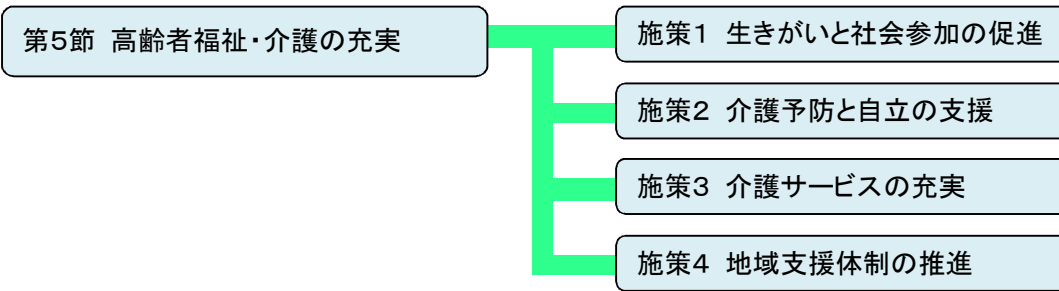 第5節 高齢者福祉・介護の充実
施策1 生きがいと社会参加の促進
施策2 介護予防と自立の支援
施策3 介護サービスの充実
施策4 地域支援体制の推進